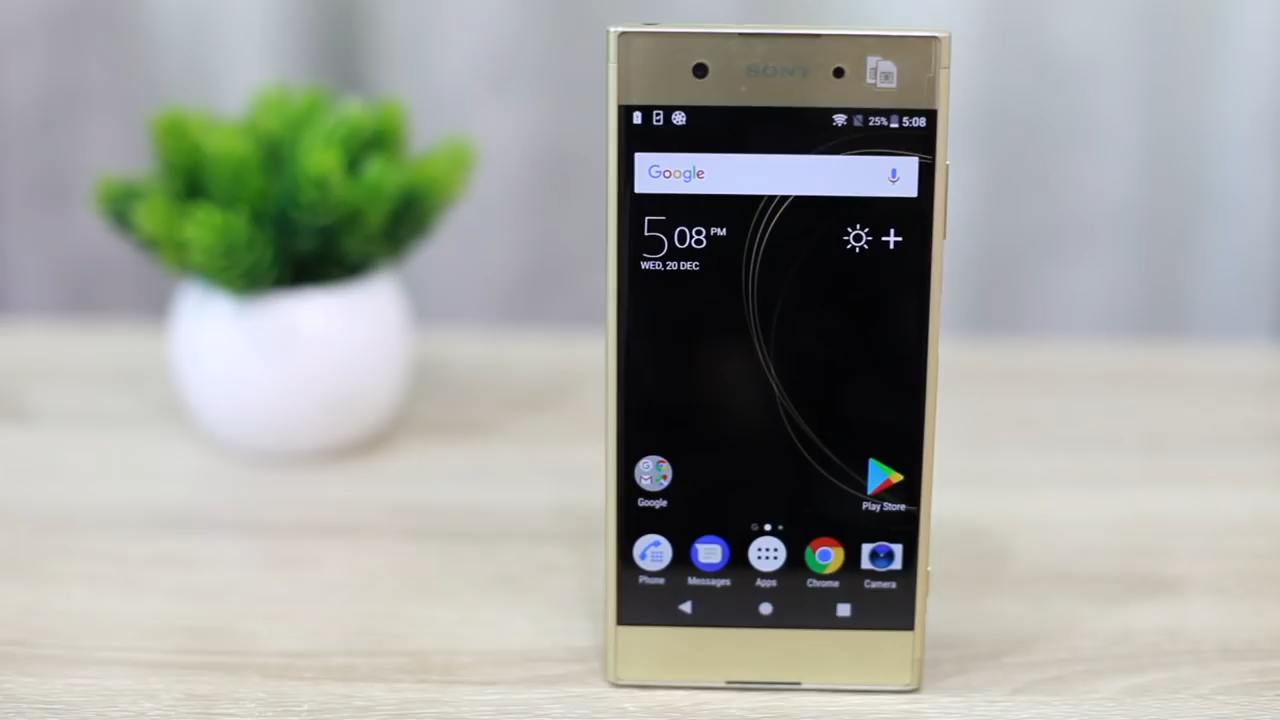 SONY
25% 5:08
Google
5 08 PM
WED, 20 DEC
Google
Play Store
Phone
Messages
Apps
Chrome
Camera